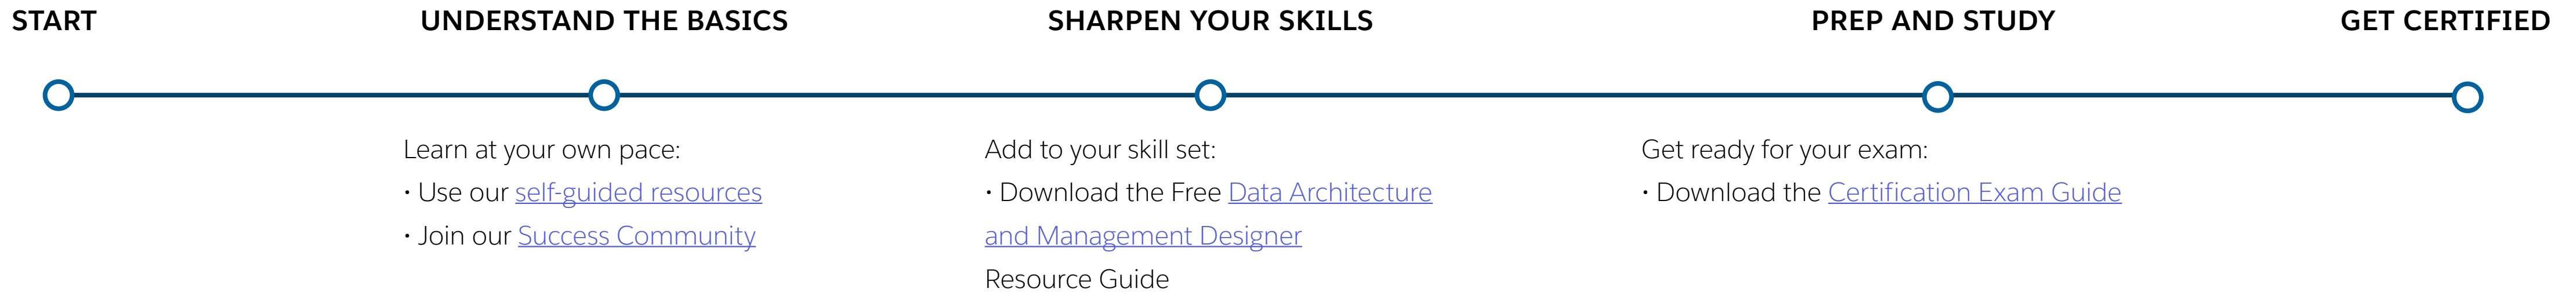 START
UNDERSTAND THE BASICS
SHARPEN YOUR SKILLS
PREP AND STUDY
GET CERTIFIED
Learn at your own pace:
• Use our self-guided resources
• Join our Success Community
Add to your skill set:
• Download the Free Data Architecture
and Management Designer
Resource Guide
Get ready for your exam:
• Download the Certification Exam Guide